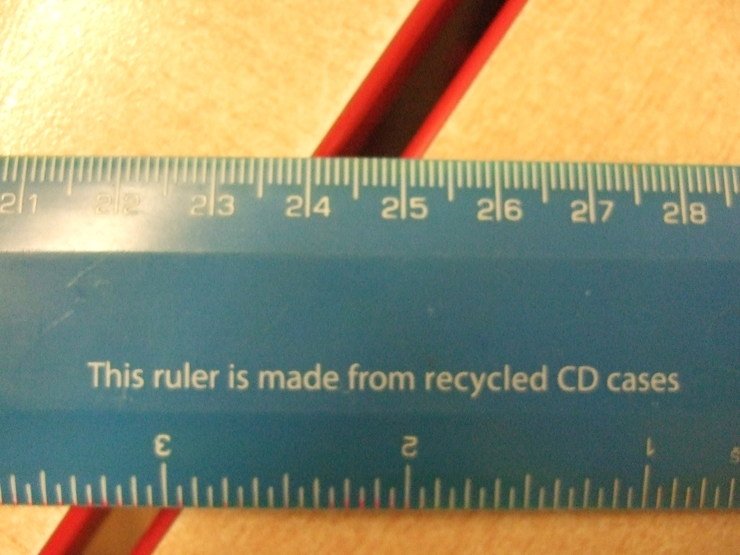 21 22 23 24 25 26 27 28
This ruler is made from recycled CD cases
3 2 1